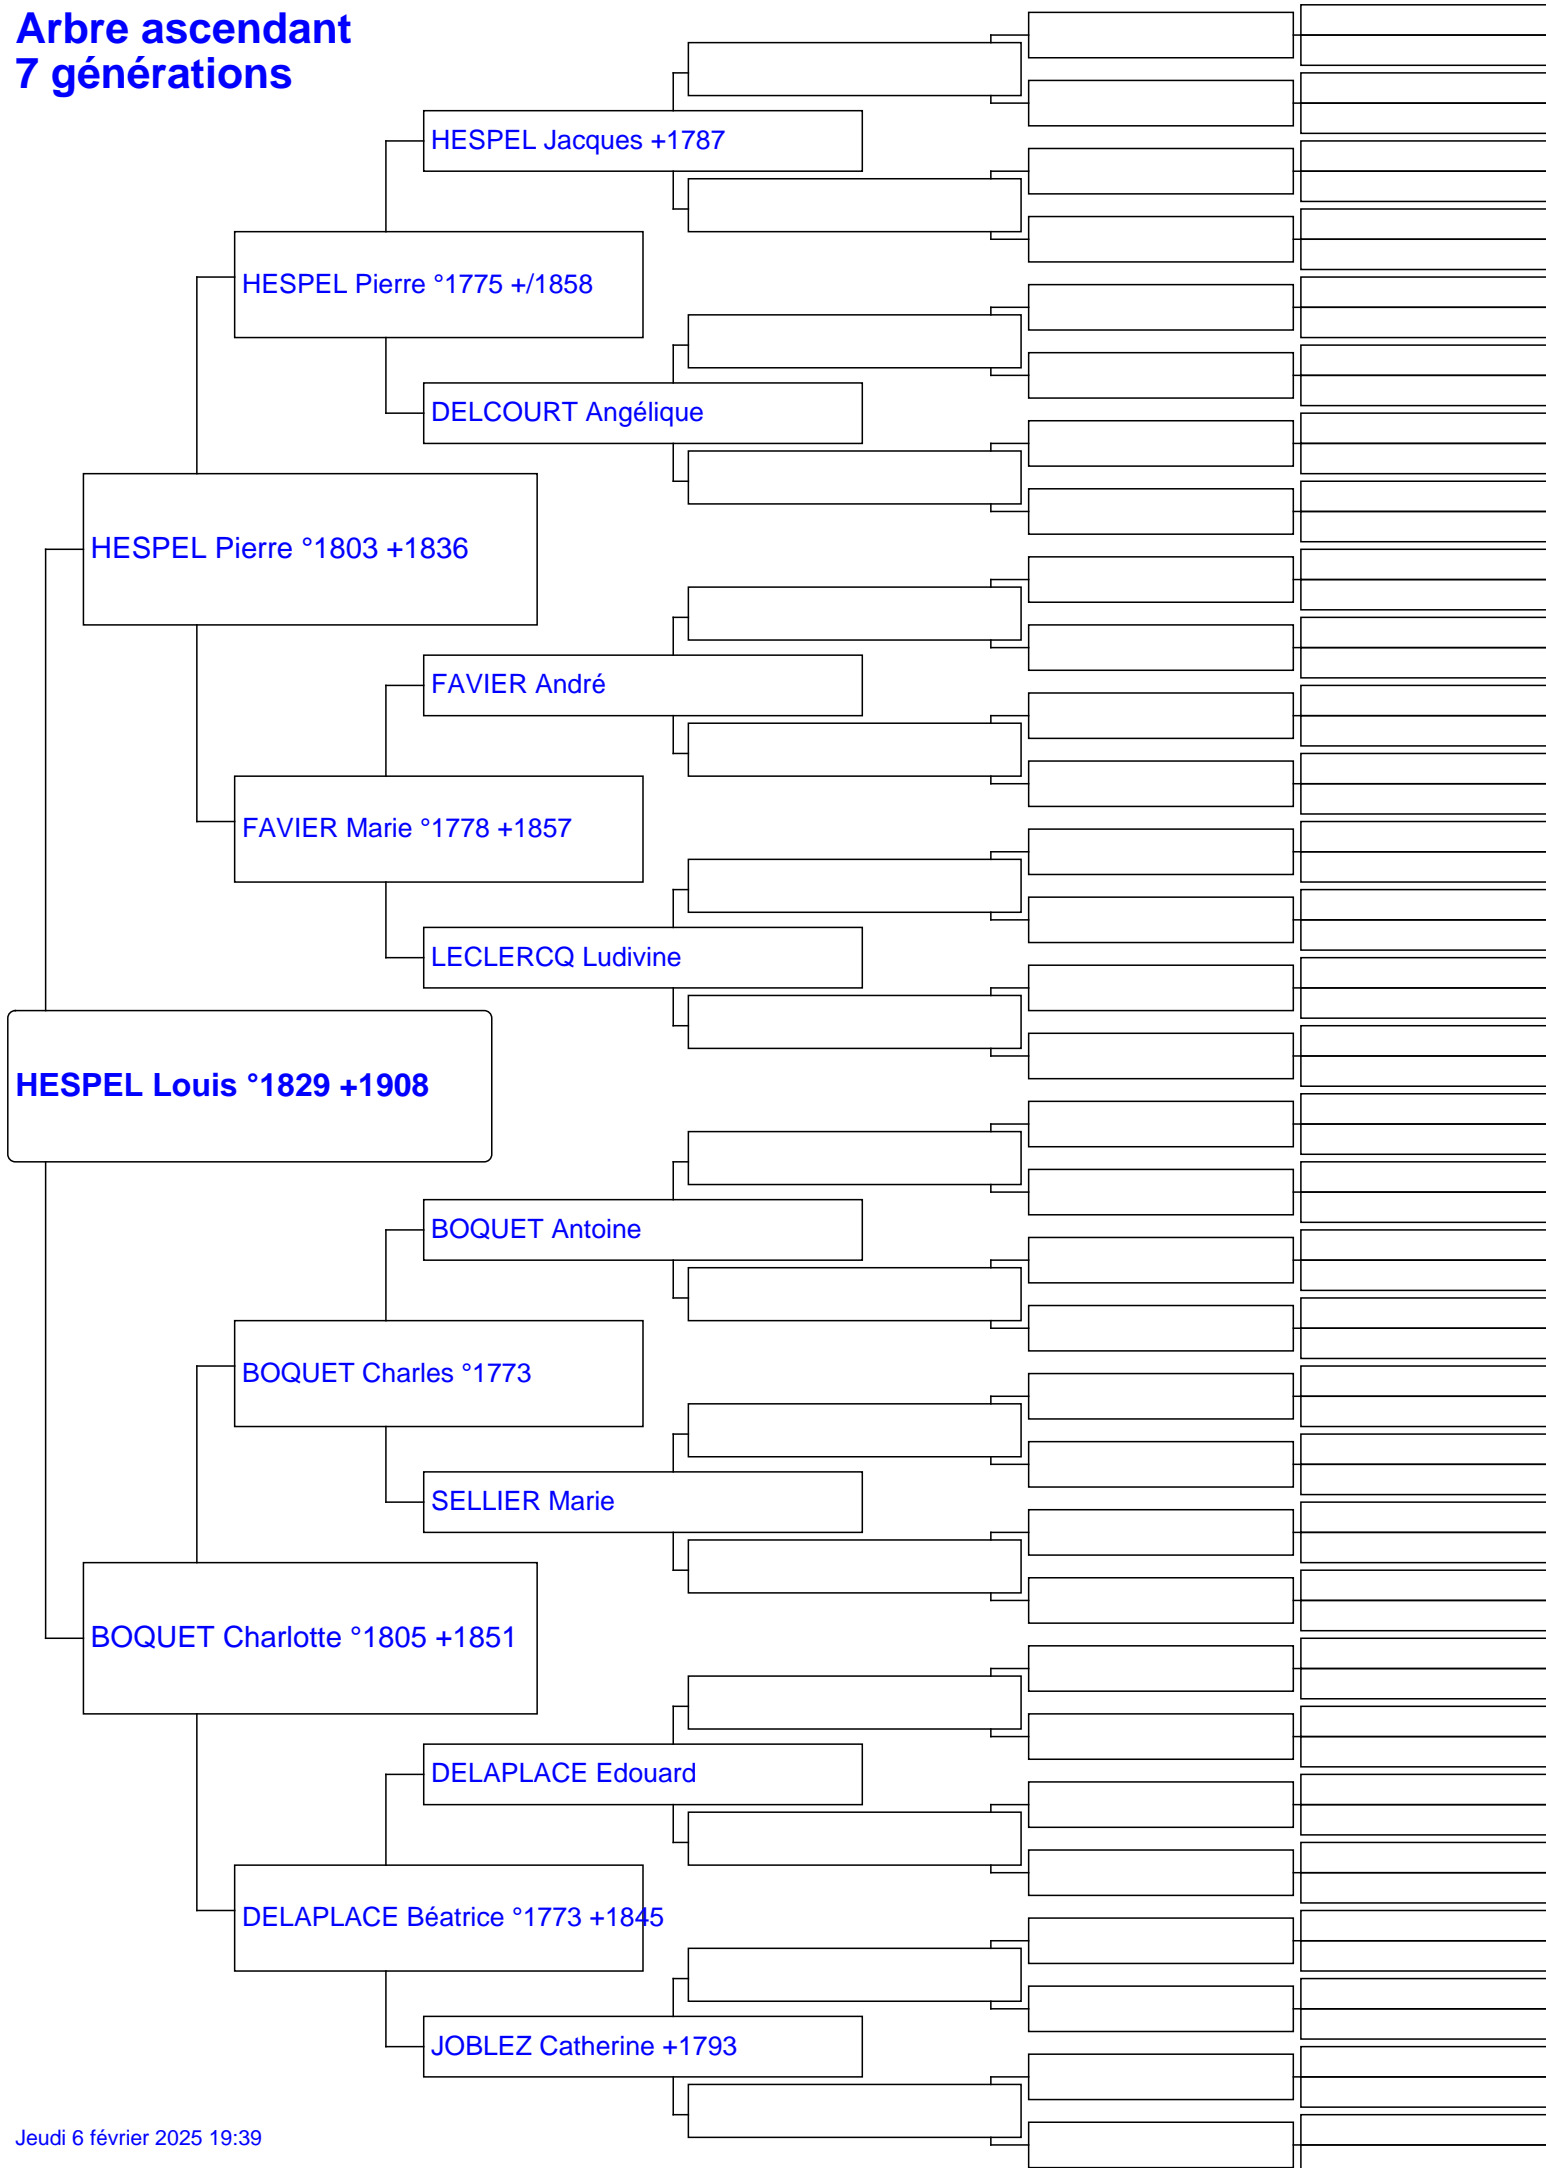 Arbre ascendant
7 générations
HESPEL Jacques +1787
HESPEL Pierre °1775 +/1858
DELCOURT Angélique
HESPEL Pierre °1803 +1836
FAVIER André
FAVIER Marie °1778 +1857
LECLERCQ Ludivine
HESPEL Louis °1829 +1908
BOQUET Antoine
BOQUET Charles °1773
SELLIER Marie
BOQUET Charlotte °1805 +1851
DELAPLACE Edouard
DELAPLACE Béatrice °1773 +1845
JOBLEZ Catherine +1793
Jeudi 6 février 2025 19:39